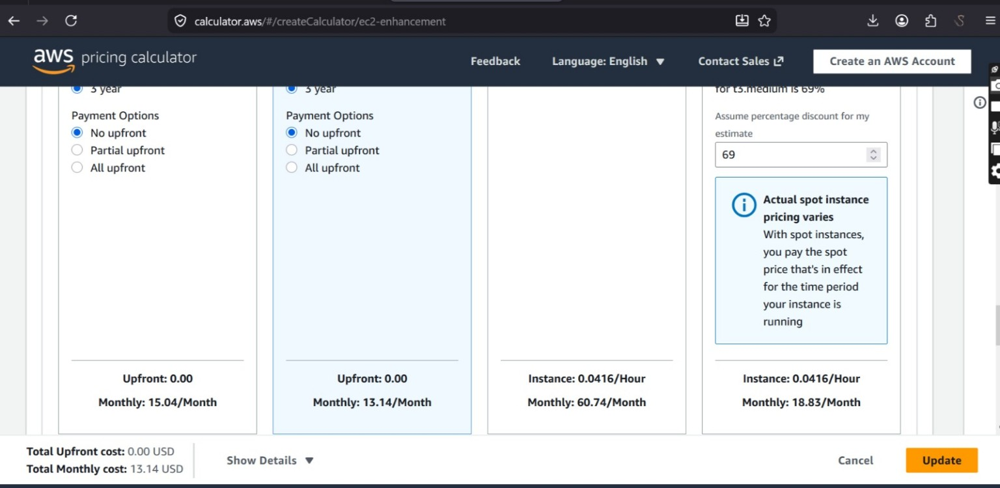 calculator.aws/#/createCalculator/ec2-enhancement
aws pricing calculator
Feedback
Language: English
Contact Sales
Create an AWS Account
3 year
Payment Options
No upfront
Partial upfront
All upfront
Upfront: 0.00
Monthly: 15.04/Month
3 year
Payment Options
No upfront
Partial upfront
All upfront
Upfront: 0.00
Monthly: 13.14/Month
Instance: 0.0416/Hour
Monthly: 60.74/Month
for t3.medium is 69%
Assume percentage discount for my
estimate
69
Actual spot instance
pricing varies
With spot instances,
you pay the spot
price that's in effect
for the time period
your instance is
running
Instance: 0.0416/Hour
Monthly: 18.83/Month
Total Upfront cost: 0.00 USD
Total Monthly cost: 13.14 USD
Show Details
Cancel
Update